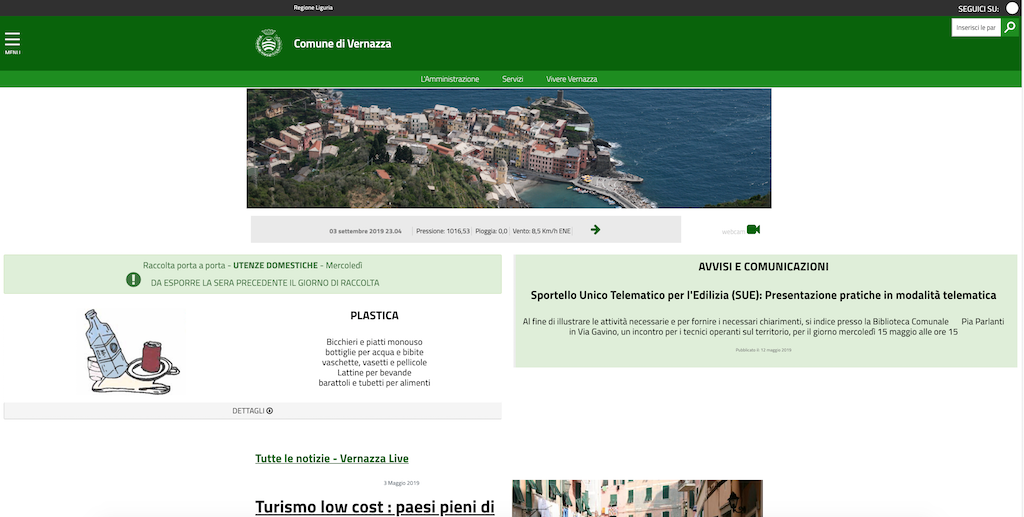 Regione Liguria
SEGUICI SU:
MENU
Comune di Vernazza
Inserisci le par
L'Amministrazione Servizi Vivere Vernazza
03 settembre 2019 23.04 Pressione: 1016,53 Pioggia: 0,0 Vento: 8,5 Km/h ENE
webcam
Raccolta porta a porta - UTENZE DOMESTICHE - Mercoledì
DA ESPORRE LA SERA PRECEDENTE IL GIORNO DI RACCOLTA
PLASTICA
Bicchieri e piatti monouso
bottiglie per acqua e bibite
vaschette, vasetti e pellicole
Lattine per bevande
barattoli e tubetti per alimenti
DETTAGLI
AVVISI E COMUNICAZIONI
Sportello Unico Telematico per l'Edilizia (SUE): Presentazione pratiche in modalità telematica
Al fine di illustrare le attività necessarie e per fornire i necessari chiarimenti, si indice presso la Biblioteca Comunale Pia Parlanti
in Via Gavino, un incontro per i tecnici operanti sul territorio, per il giorno mercoledì 15 maggio alle ore 15
Pubblicato il: 13 maggio 2019
Tutte le notizie - Vernazza Live
3 Maggio 2019
Turismo low cost : paesi pieni di